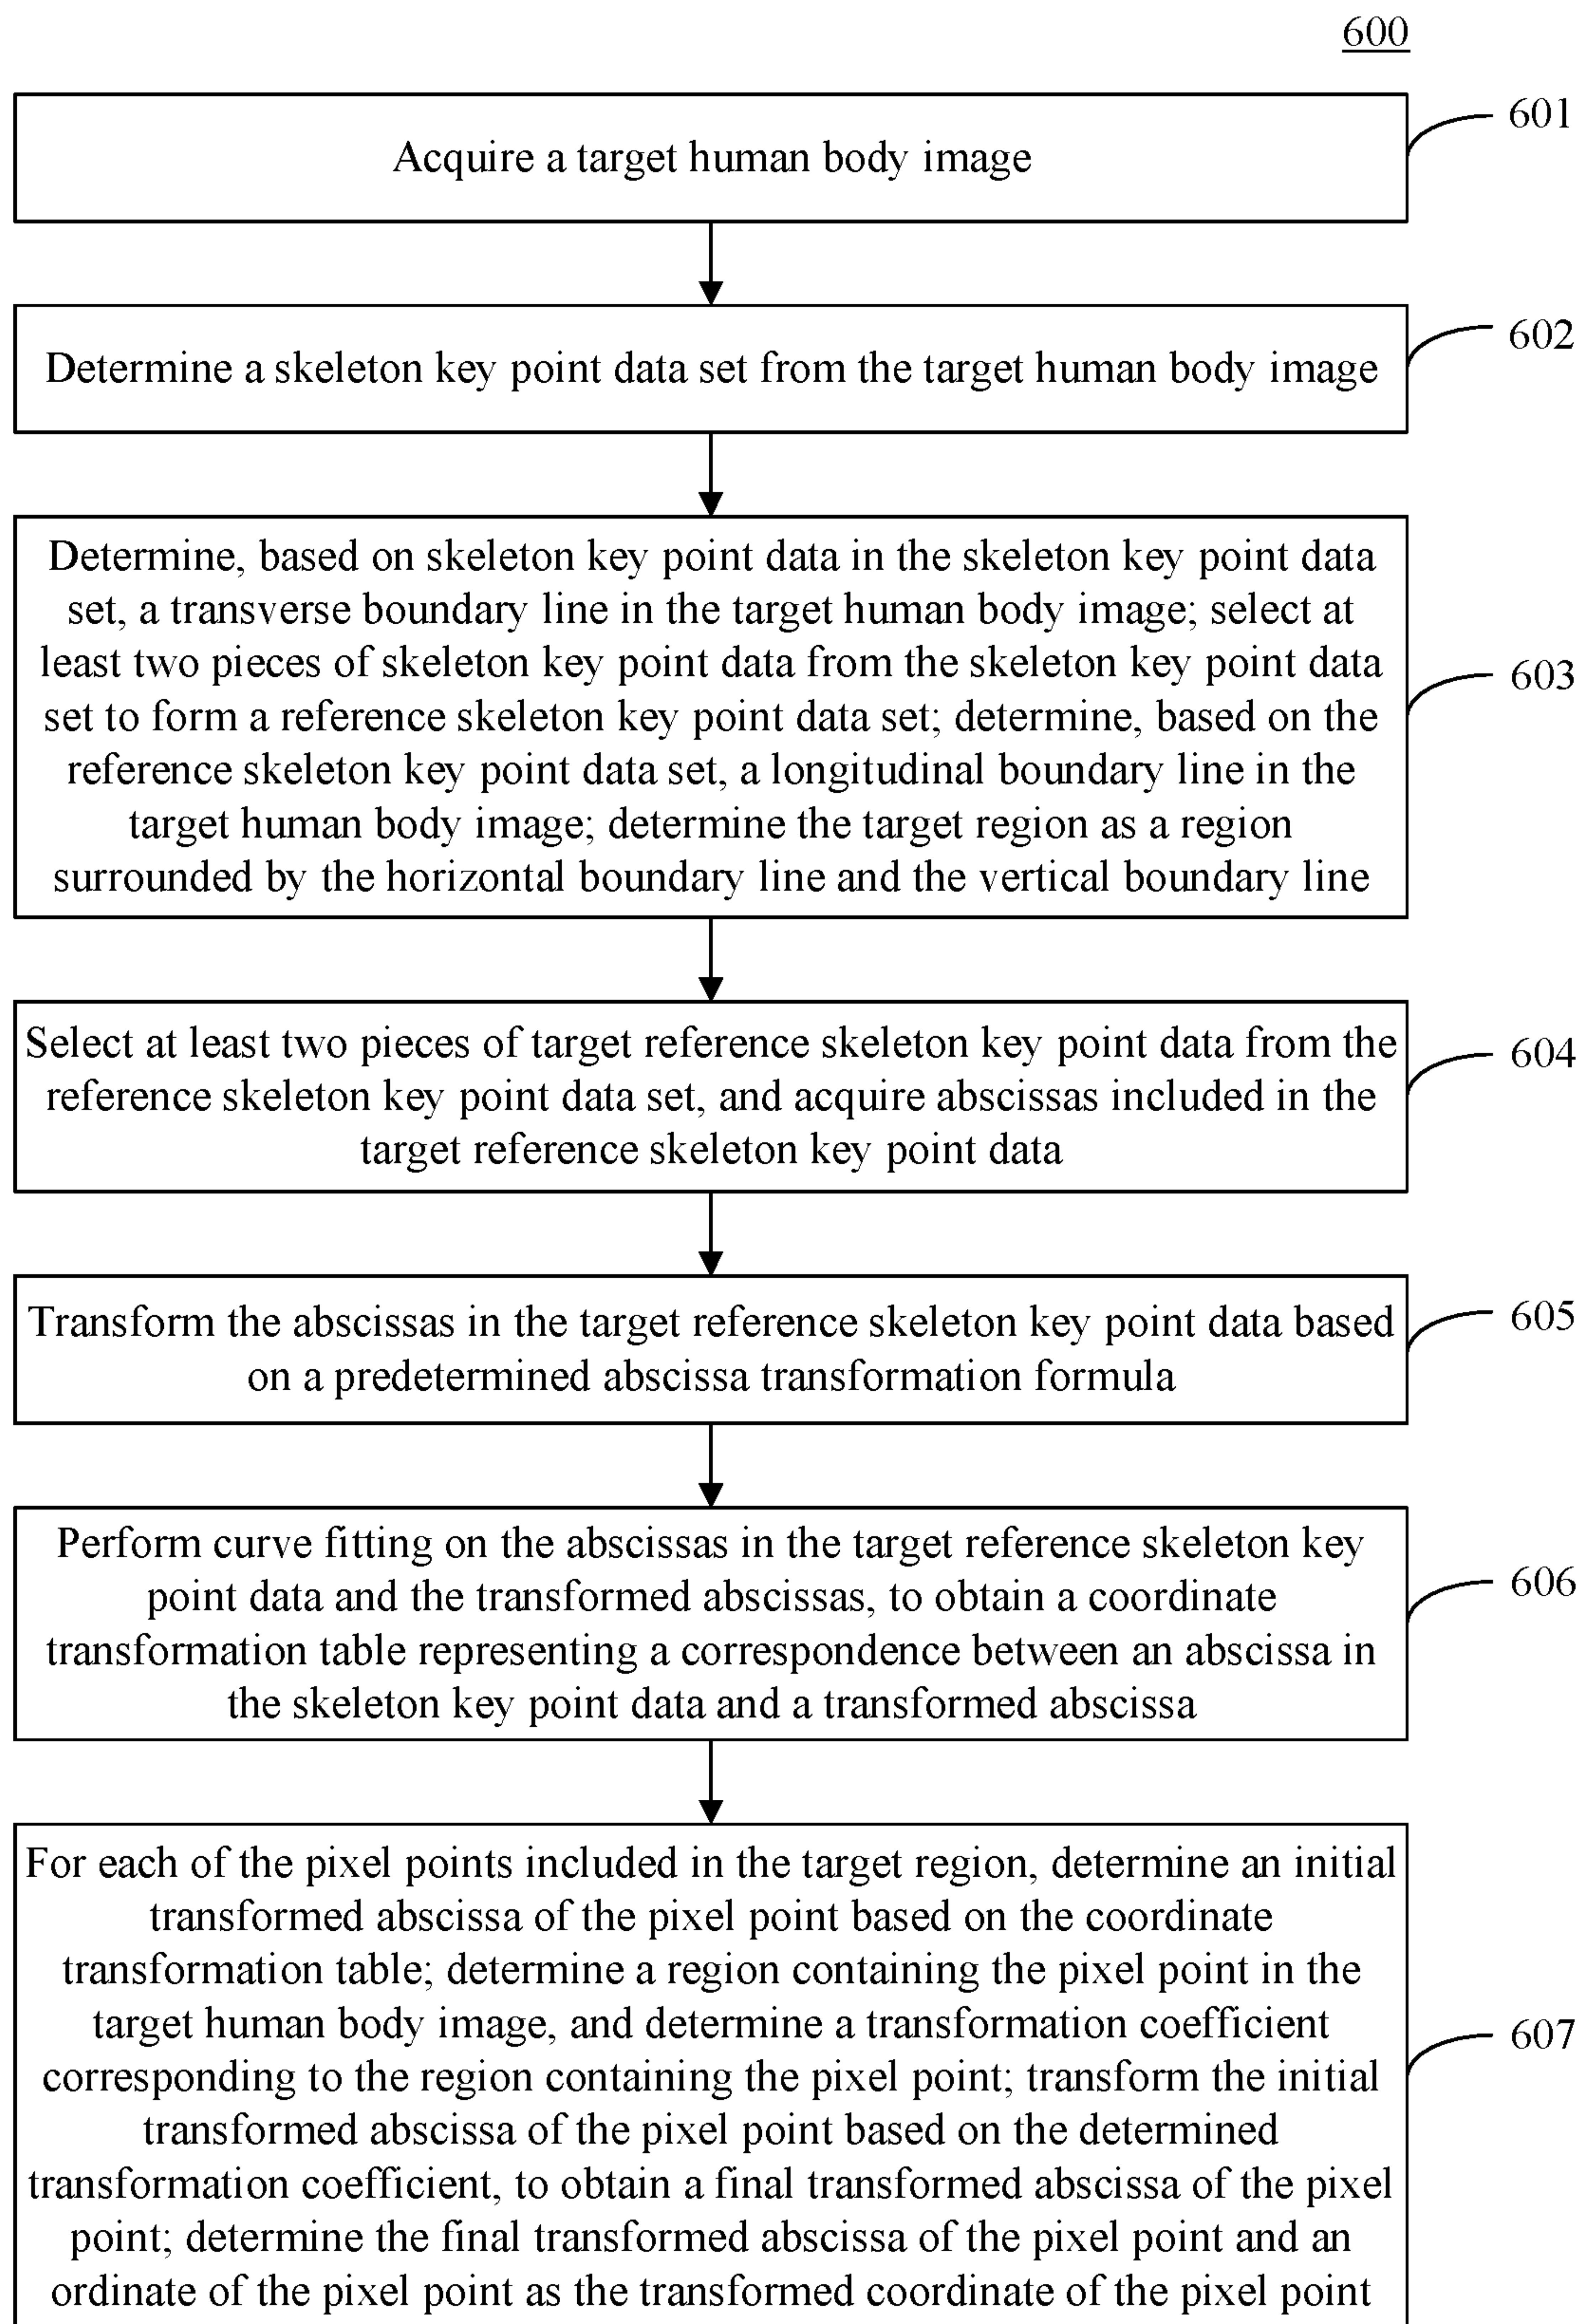 600
Acquire a target human body image
601
Determine a skeleton key point data set from the target human body image
602
Determine, based on skeleton key point data in the skeleton key point data
set, a transverse boundary line in the target human body image; select at
least two pieces of skeleton key point data from the skeleton key point data
set to form a reference skeleton key point data set; determine, based on the
reference skeleton key point data set, a longitudinal boundary line in the
target human body image; determine the target region as a region
surrounded by the horizontal boundary line and the vertical boundary line
603
Select at least two pieces of target reference skeleton key point data from the
reference skeleton key point data set, and acquire abscissas included in the
target reference skeleton key point data
604
Transform the abscissas in the target reference skeleton key point data based
on a predetermined abscissa transformation formula
605
Perform curve fitting on the abscissas in the target reference skeleton key
point data and the transformed abscissas, to obtain a coordinate
transformation table representing a correspondence between an abscissa in
the skeleton key point data and a transformed abscissa
606
For each of the pixel points included in the target region, determine an initial
transformed abscissa of the pixel point based on the coordinate
transformation table; determine a region containing the pixel point in the
target human body image, and determine a transformation coefficient
corresponding to the region containing the pixel point; transform the initial
transformed abscissa of the pixel point based on the determined
transformation coefficient, to obtain a final transformed abscissa of the pixel
point; determine the final transformed abscissa of the pixel point and an
ordinate of the pixel point as the transformed coordinate of the pixel point
607